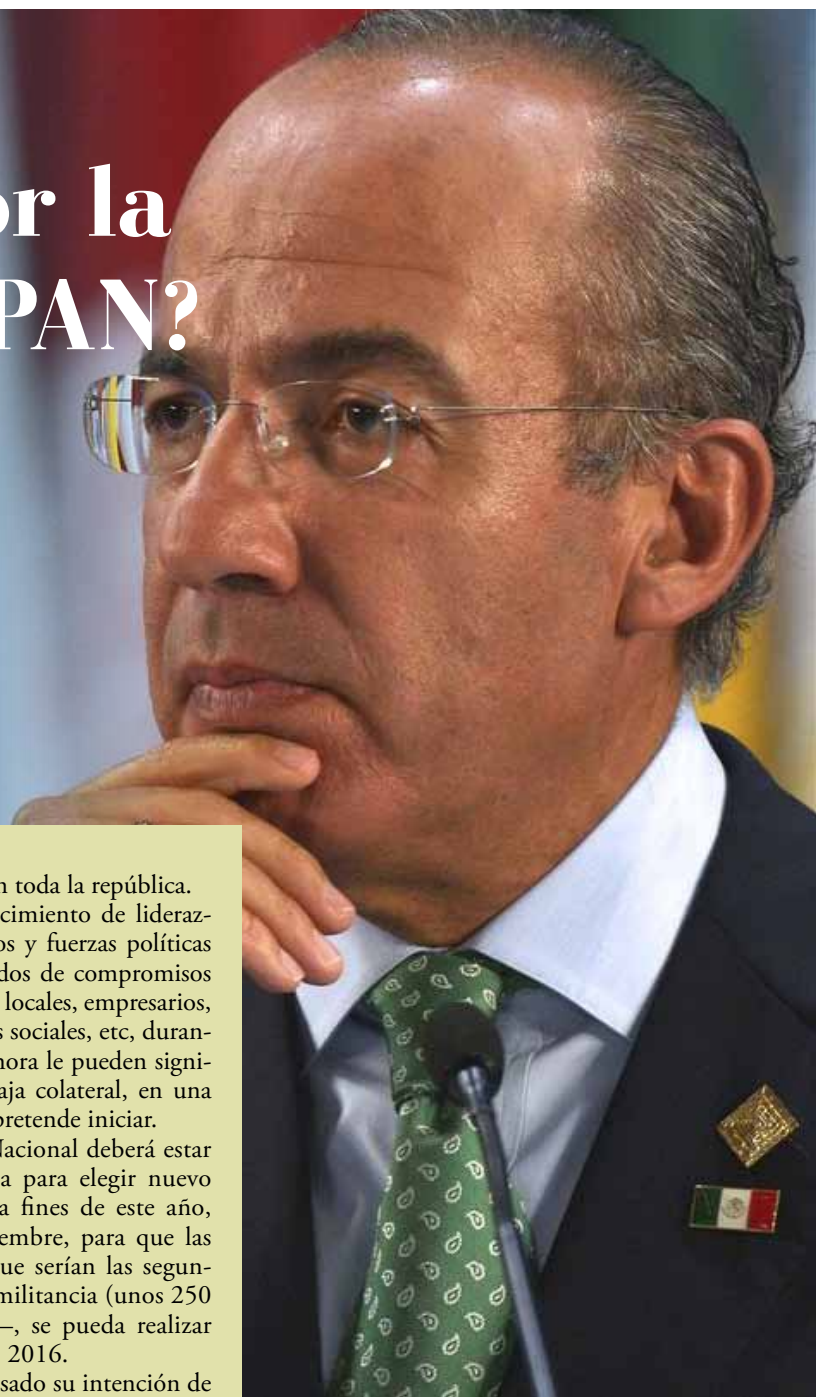 or la
PAN?
n toda la república.
cimiento de lideraz-
os y fuerzas políticas
dos de compromisos
locales, empresarios,
s sociales, etc, duran-
hora le pueden signi-
aja colateral, en una
pretende iniciar.
Nacional deberá estar
a para elegir nuevo
a fines de este año,
embre, para que las
ue serían las segun-
militancia (unos 250
–, se pueda realizar
2016.
sado su intención de